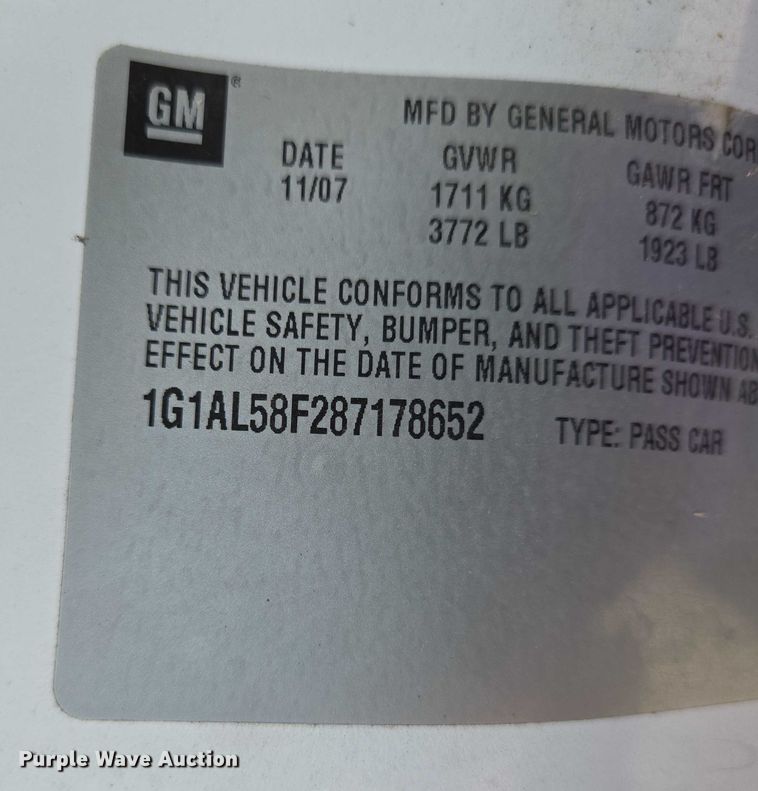 GM ®
MFD BY GENERAL MOTORS COR
DATE GVWR GAWR FRT
11/07 1711 KG 872 KG
3772 LB 1923 LB
THIS VEHICLE CONFORMS TO ALL APPLICABLE U.S.
VEHICLE SAFETY, BUMPER, AND THEFT PREVENTION
EFFECT ON THE DATE OF MANUFACTURE SHOWN AB
1G1AL58F287178652 TYPE: PASS CAR
Purple Wave Auction